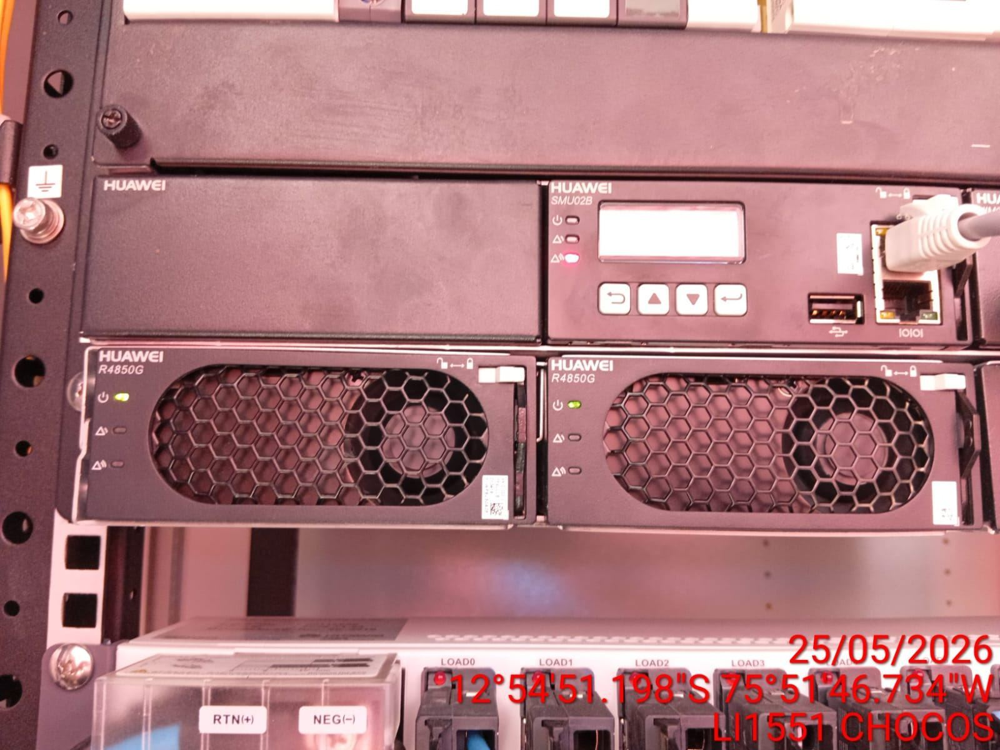 HUAWEI
HUAWEI
SMU02B
HUAWEI
R4850G
HUAWEI
R4850G
LOAD0
LOAD1
LOAD2
LOAD3
RTN(+)
NEG(−)
25/05/2026
12°54'51.198"S 75°51'46.734"W
LI1551 CHOCOS